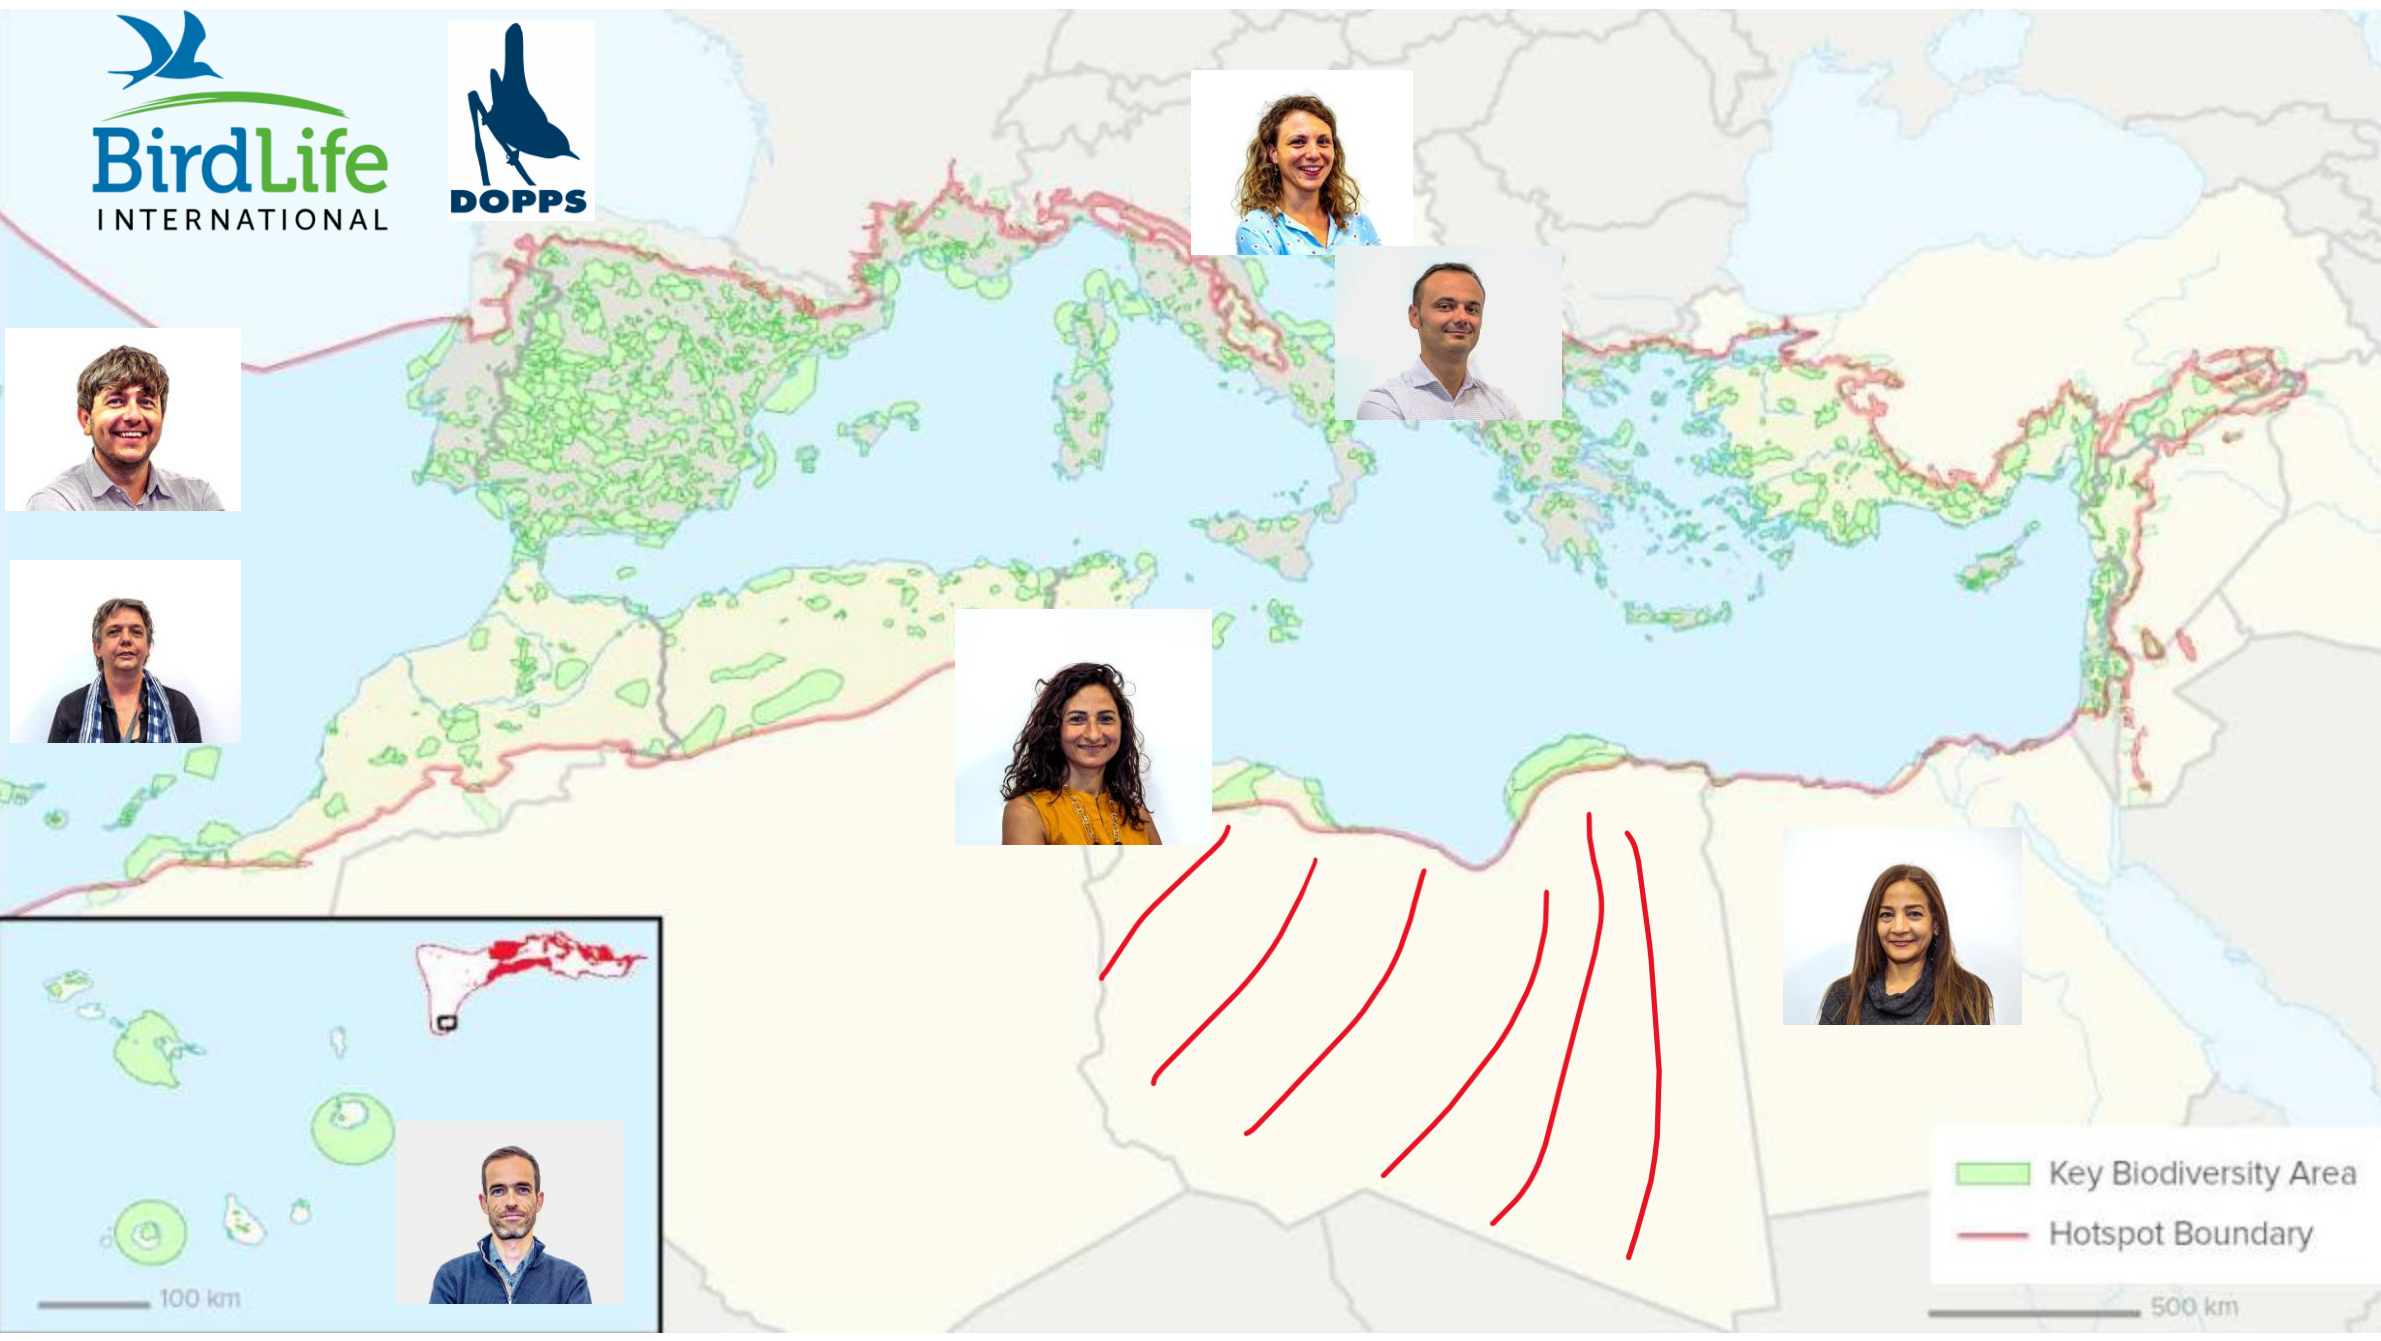 BirdLife
INTERNATIONAL
DOPPS
Key Biodiversity Area
Hotspot Boundary
100 km
500 km